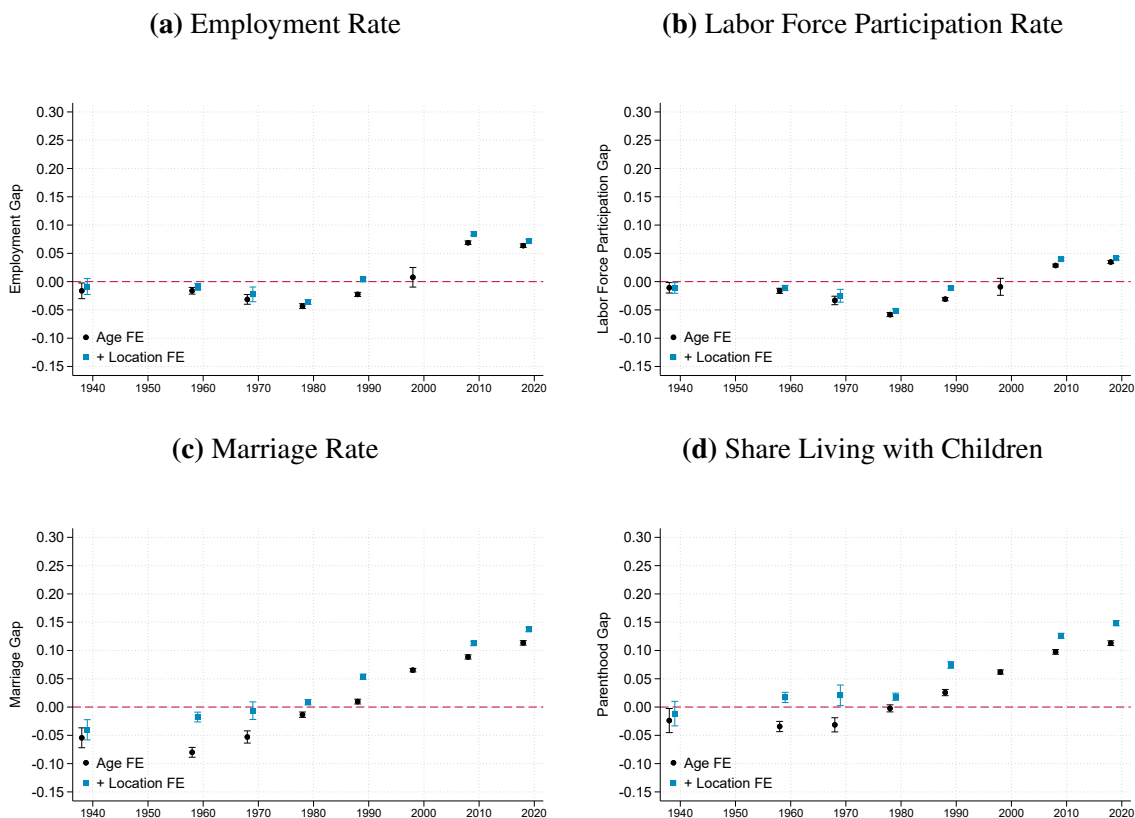 (a) Employment Rate
(b) Labor Force Participation Rate
Employment Gap
0.30
0.25
0.20
0.15
0.10
0.05
0.00
-0.05
-0.10
-0.15
Age FE
+ Location FE
1940 1950 1960 1970 1980 1990 2000 2010 2020
Labor Force Participation Gap
0.30
0.25
0.20
0.15
0.10
0.05
0.00
-0.05
-0.10
-0.15
Age FE
+ Location FE
1940 1950 1960 1970 1980 1990 2000 2010 2020
(c) Marriage Rate
(d) Share Living with Children
Marriage Gap
0.30
0.25
0.20
0.15
0.10
0.05
0.00
-0.05
-0.10
-0.15
Age FE
+ Location FE
1940 1950 1960 1970 1980 1990 2000 2010 2020
Parenthood Gap
0.30
0.25
0.20
0.15
0.10
0.05
0.00
-0.05
-0.10
-0.15
Age FE
+ Location FE
1940 1950 1960 1970 1980 1990 2000 2010 2020